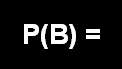 P(B) =